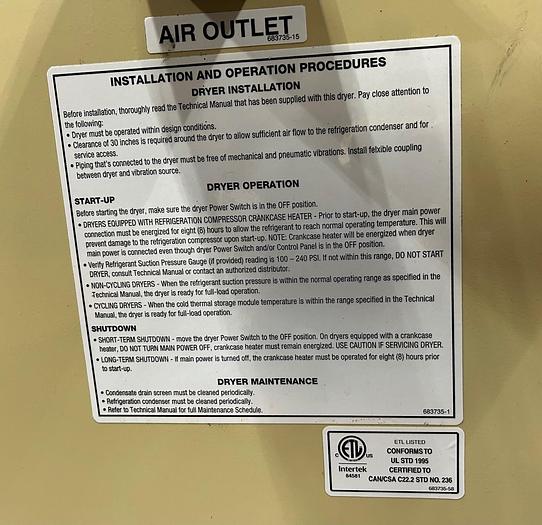 AIR OUTLET
683735-15
INSTALLATION AND OPERATION PROCEDURES
DRYER INSTALLATION
Before installation, thoroughly read the Technical Manual that has been supplied with this dryer. Pay close attention to
the following:
• Dryer must be operated within design conditions.
• Clearance of 30 inches is required around the dryer to allow sufficient air flow to the refrigeration condenser and for
service access.
• Piping that's connected to the dryer must be free of mechanical and pneumatic vibrations. Install felxible coupling
between dryer and vibration source.
DRYER OPERATION
START-UP
Before starting the dryer, make sure the dryer Power Switch is in the OFF position.
• DRYERS EQUIPPED WITH REFRIGERATION COMPRESSOR CRANKCASE HEATER - Prior to start-up, the dryer main power
connection must be energized for eight (8) hours to allow the refrigerant to reach normal operating temperature. This will
prevent damage to the refrigeration compressor upon start-up. NOTE: Crankcase heater will be energized when dryer
main power is connected even though dryer Power Switch and/or Control Panel is in the OFF position.
• Verify Refrigerant Suction Pressure Gauge (if provided) reading is 100 – 240 PSI. If not within this range, DO NOT START
DRYER, consult Technical Manual or contact an authorized distributor.
• NON-CYCLING DRYERS - When the refrigerant suction pressure is within the normal operating range as specified in the
Technical Manual, the dryer is ready for full-load operation.
• CYCLING DRYERS - When the cold thermal storage module temperature is within the range specified in the Technical
Manual, the dryer is ready for full-load operation.
SHUTDOWN
• SHORT-TERM SHUTDOWN - move the dryer Power Switch to the OFF position. On dryers equipped with a crankcase
heater, DO NOT TURN MAIN POWER OFF, crankcase heater must remain energized. USE CAUTION IF SERVICING DRYER.
• LONG-TERM SHUTDOWN - If main power is turned off, the crankcase heater must be operated for eight (8) hours prior
to start-up.
DRYER MAINTENANCE
• Condensate drain screen must be cleaned periodically.
• Refrigeration condenser must be cleaned periodically.
• Refer to Technical Manual for full Maintenance Schedule.
683735-1
ETL LISTED
CONFORMS TO
UL STD 1995
CERTIFIED TO
CAN/CSA C22.2 STD NO. 236
683735-58
C ETL US
Intertek
84581